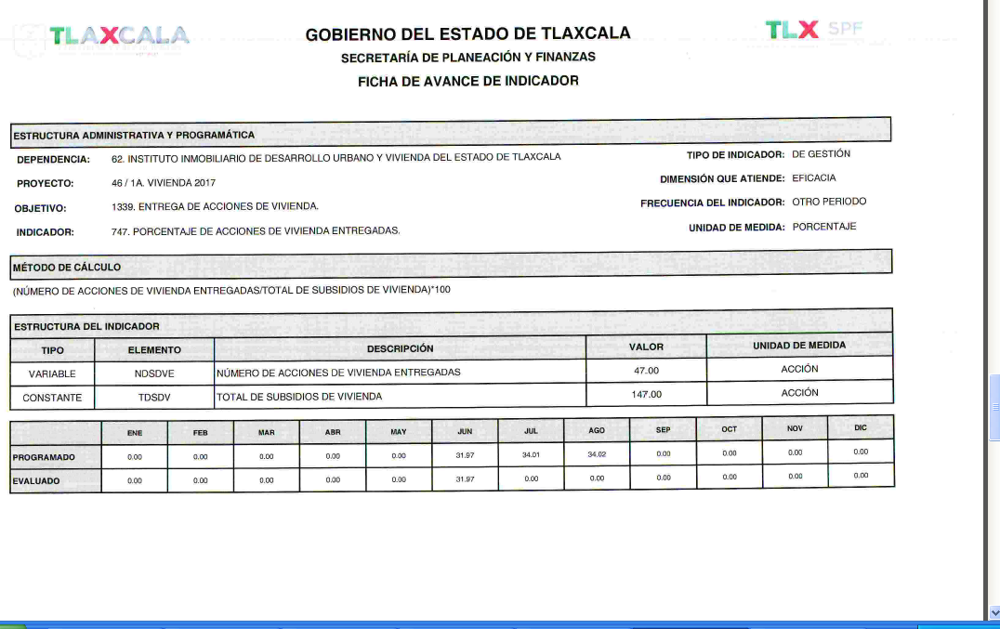 TLAXCALA
GOBIERNO DEL ESTADO DE TLAXCALA
TLX SPF
SECRETARÍA DE PLANEACIÓN Y FINANZAS
FICHA DE AVANCE DE INDICADOR
ESTRUCTURA ADMINISTRATIVA Y PROGRAMÁTICA
DEPENDENCIA: 62. INSTITUTO INMOBILIARIO DE DESARROLLO URBANO Y VIVIENDA DEL ESTADO DE TLAXCALA TIPO DE INDICADOR: DE GESTIÓN
PROYECTO: 46 / 1A. VIVIENDA 2017 DIMENSIÓN QUE ATIENDE: EFICACIA
OBJETIVO: 1339. ENTREGA DE ACCIONES DE VIVIENDA. FRECUENCIA DEL INDICADOR: OTRO PERIODO
INDICADOR: 747. PORCENTAJE DE ACCIONES DE VIVIENDA ENTREGADAS. UNIDAD DE MEDIDA: PORCENTAJE
MÉTODO DE CÁLCULO
(NÚMERO DE ACCIONES DE VIVIENDA ENTREGADAS/TOTAL DE SUBSIDIOS DE VIVIENDA)*100
ESTRUCTURA DEL INDICADOR
TIPO ELEMENTO DESCRIPCIÓN VALOR UNIDAD DE MEDIDA
VARIABLE NDSDVE NÚMERO DE ACCIONES DE VIVIENDA ENTREGADAS 47.00 ACCIÓN
CONSTANTE TDSDV TOTAL DE SUBSIDIOS DE VIVIENDA 147.00 ACCIÓN
ENE FEB MAR ABR MAY JUN JUL AGO SEP OCT NOV DIC
PROGRAMADO 0.00 0.00 0.00 0.00 0.00 31.97 34.01 34.02 0.00 0.00 0.00 0.00
EVALUADO 0.00 0.00 0.00 0.00 0.00 31.97 0.00 0.00 0.00 0.00 0.00 0.00